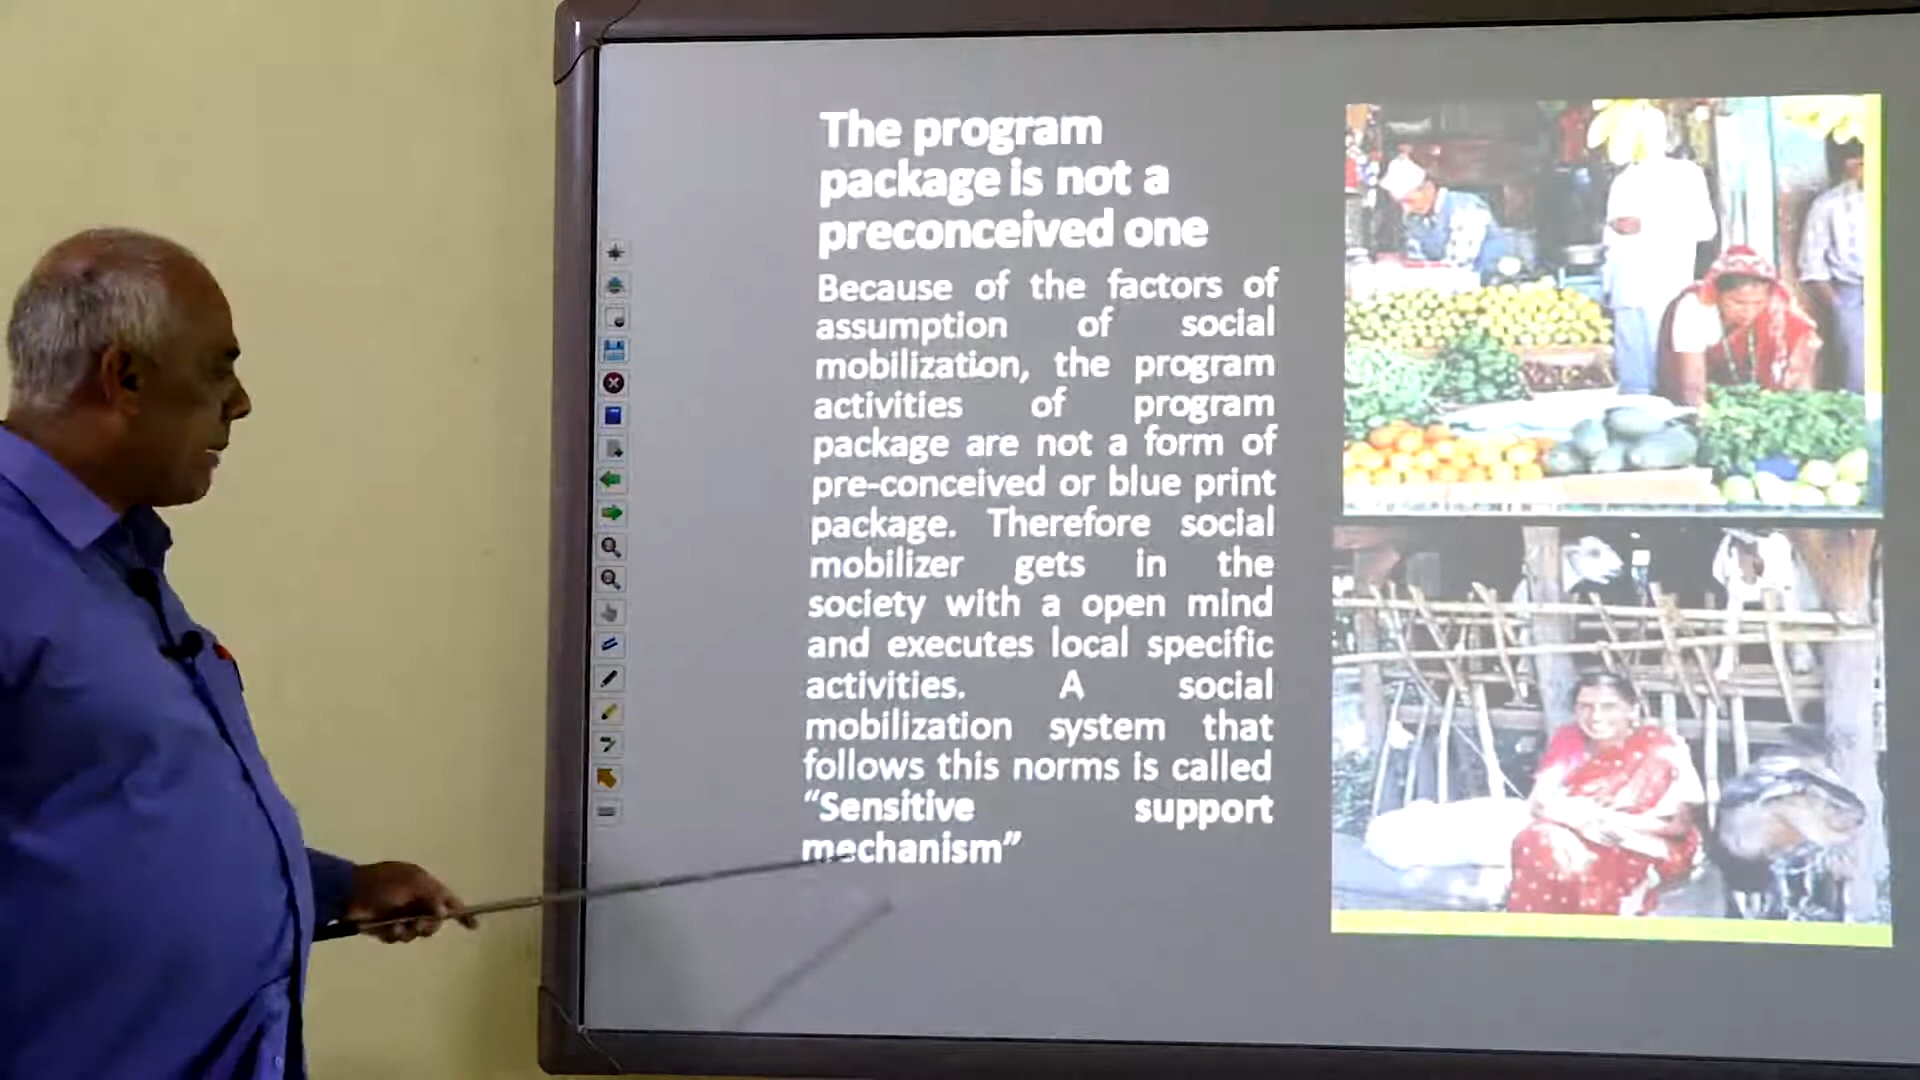 The program
package is not a
preconceived one
Because of the factors of
assumption of social
mobilization, the program
activities of program
package are not a form of
pre-conceived or blue print
package. Therefore social
mobilizer gets in the
society with a open mind
and executes local specific
activities. A social
mobilization system that
follows this norms is called
“Sensitive support
mechanism”